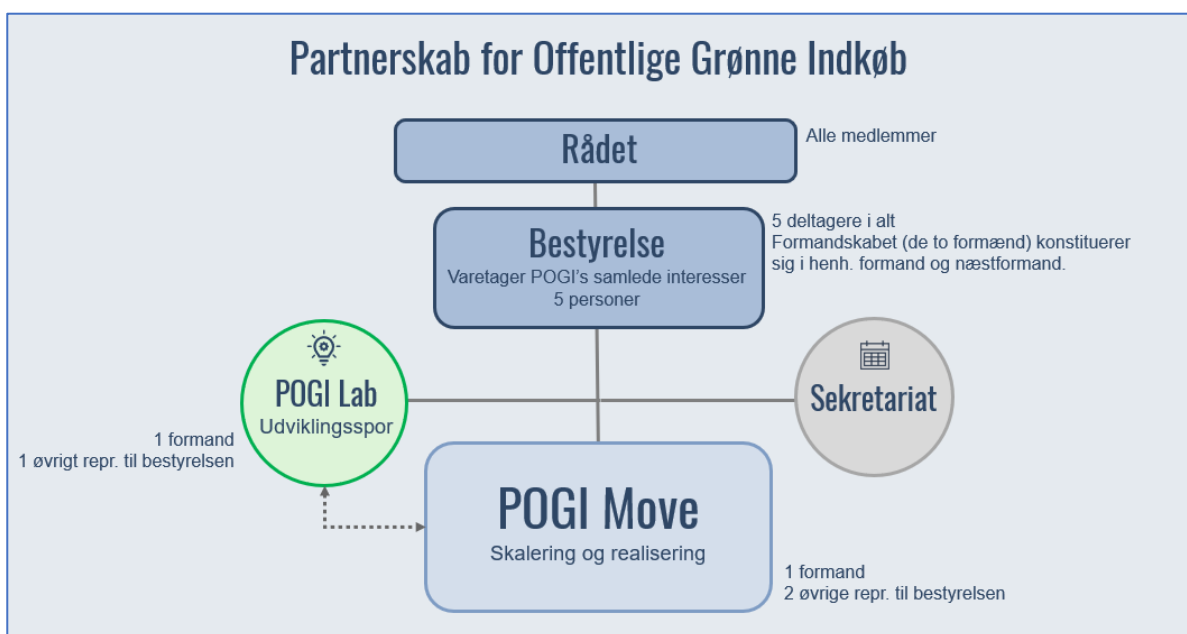 Partnerskab for Offentlige Grønne Indkøb
Rådet
Alle medlemmer
Bestyrelse
Varetager POGI's samlede interesser
5 personer
5 deltagere i alt
Formandskabet (de to formænd) konstituerer
sig i henh. formand og næstformand.
POGI Lab
Udviklingsspor
1 formand
1 øvrigt repr. til bestyrelsen
Sekretariat
POGI Move
Skalering og realisering
1 formand
2 øvrige repr. til bestyrelsen